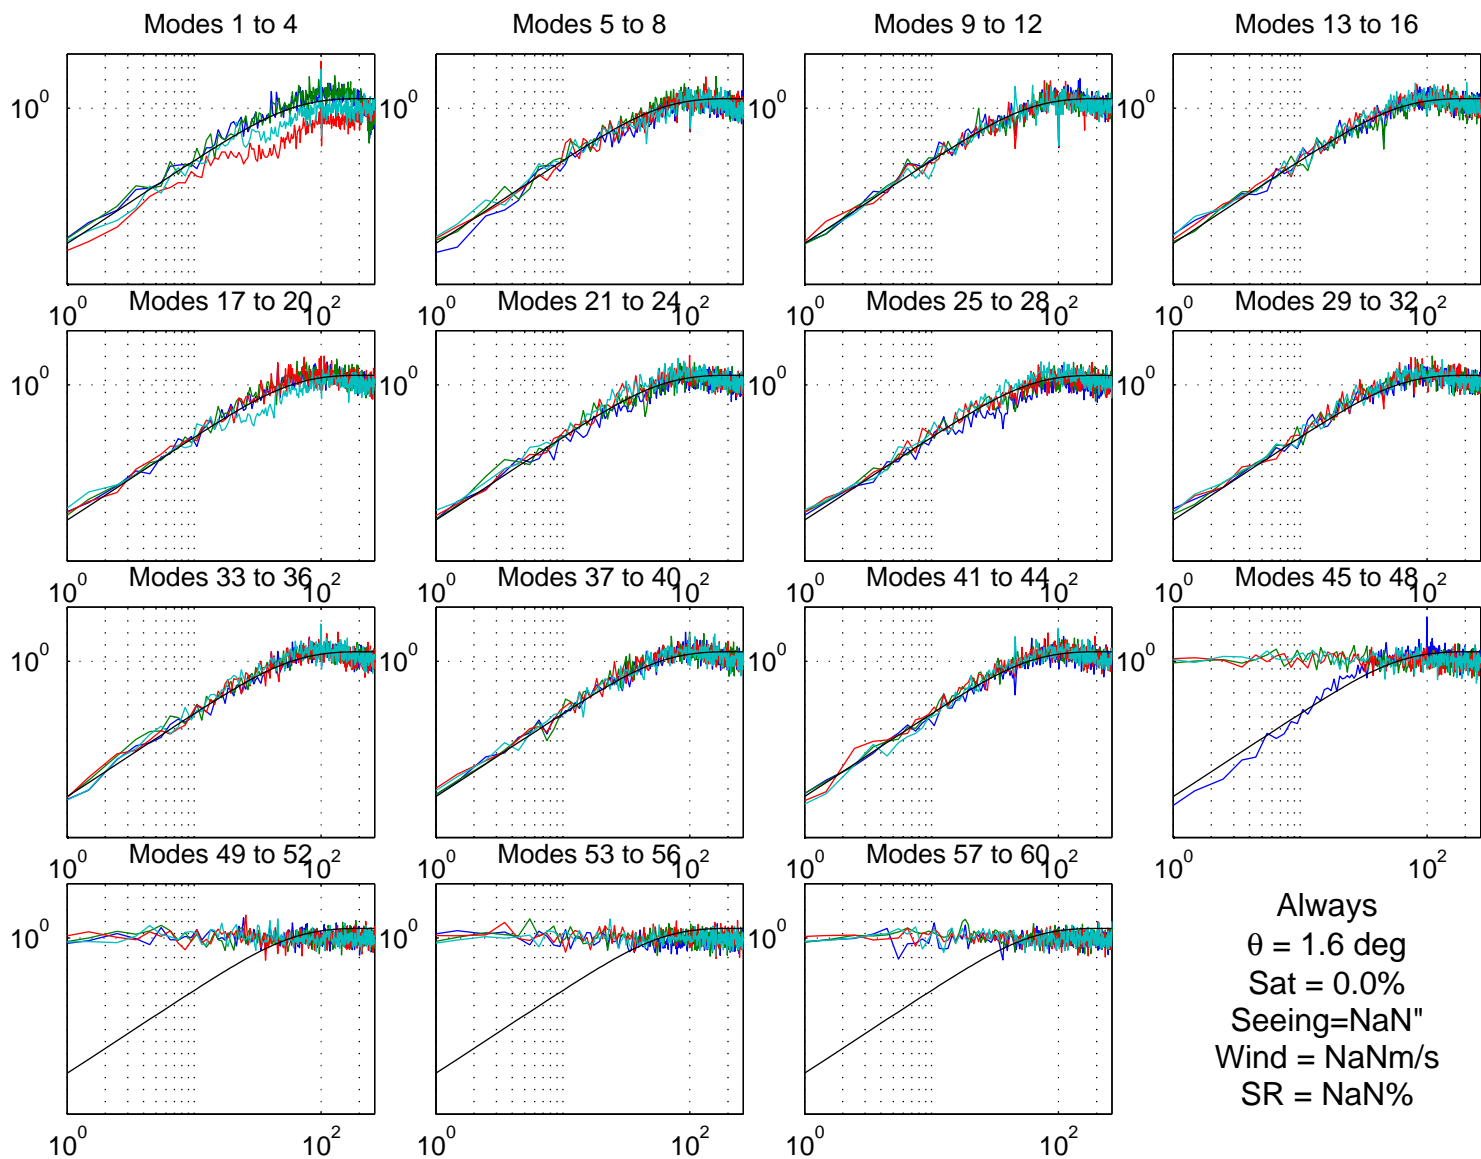 Modes 1 to 4
Modes 5 to 8
Modes 9 to 12
Modes 13 to 16
10^0
10^0
10^0
10^0
10^0
10^2
10^0
10^2
10^0
10^2
10^0
10^2
Modes 17 to 20
Modes 21 to 24
Modes 25 to 28
Modes 29 to 32
10^0
10^0
10^0
10^0
10^0
10^2
10^0
10^2
10^0
10^2
10^0
10^2
Modes 33 to 36
Modes 37 to 40
Modes 41 to 44
Modes 45 to 48
10^0
10^0
10^0
10^0
10^0
10^2
10^0
10^2
10^0
10^2
10^0
10^2
Modes 49 to 52
Modes 53 to 56
Modes 57 to 60
10^0
10^0
10^0
10^0
10^2
10^0
10^2
10^0
10^2
Always
θ = 1.6 deg
Sat = 0.0%
Seeing=NaN"
Wind = NaNm/s
SR = NaN%